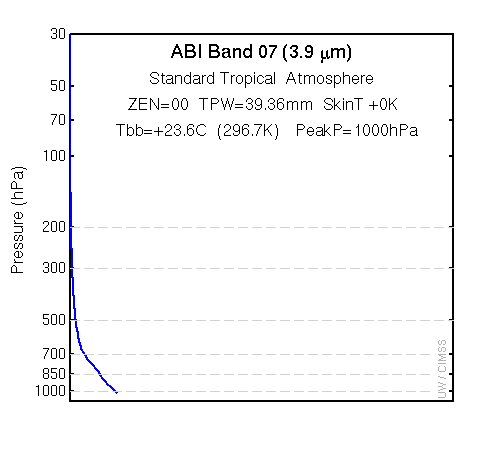 ABI Band 07 (3.9 μm)
Standard Tropical Atmosphere
ZEN=00 TPW=39.36mm SkinT +0K
Tbb=+23.6C (296.7K) PeakP=1000hPa
Pressure (hPa)
30
50
70
100
200
300
500
700
850
1000
UW / CIMSS